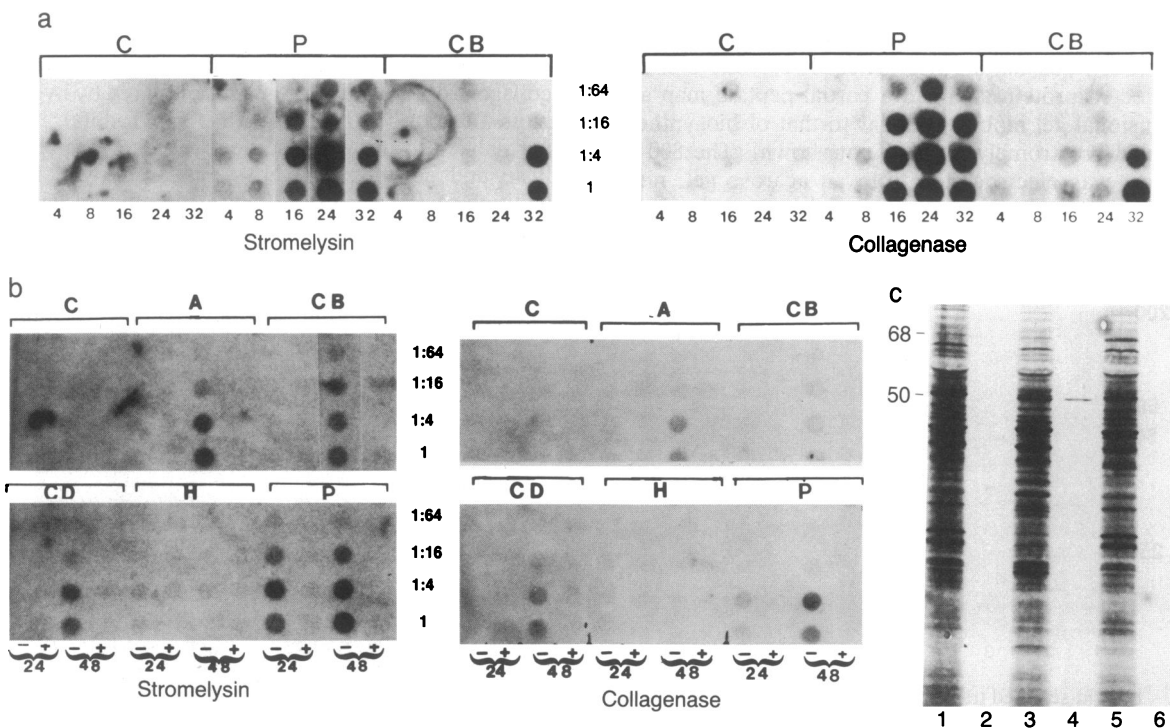 a
C P CB
C P CB
1:64
1:16
1:4
1
4 8 16 24 32 4 8 16 24 32 4 8 16 24 32
4 8 16 24 32 4 8 16 24 32 4 8 16 24 32
Stromelysin
Collagenase
b
C A CB
C A CB
1:64
1:16
1:4
1
CD H P
CD H P
1:64
1:16
1:4
1
- + - + - + - + - + - +
24 48 24 48 24 48
- + - + - + - + - + - +
24 48 24 48 24 48
Stromelysin
Collagenase
C
68
50
1 2 3 4 5 6